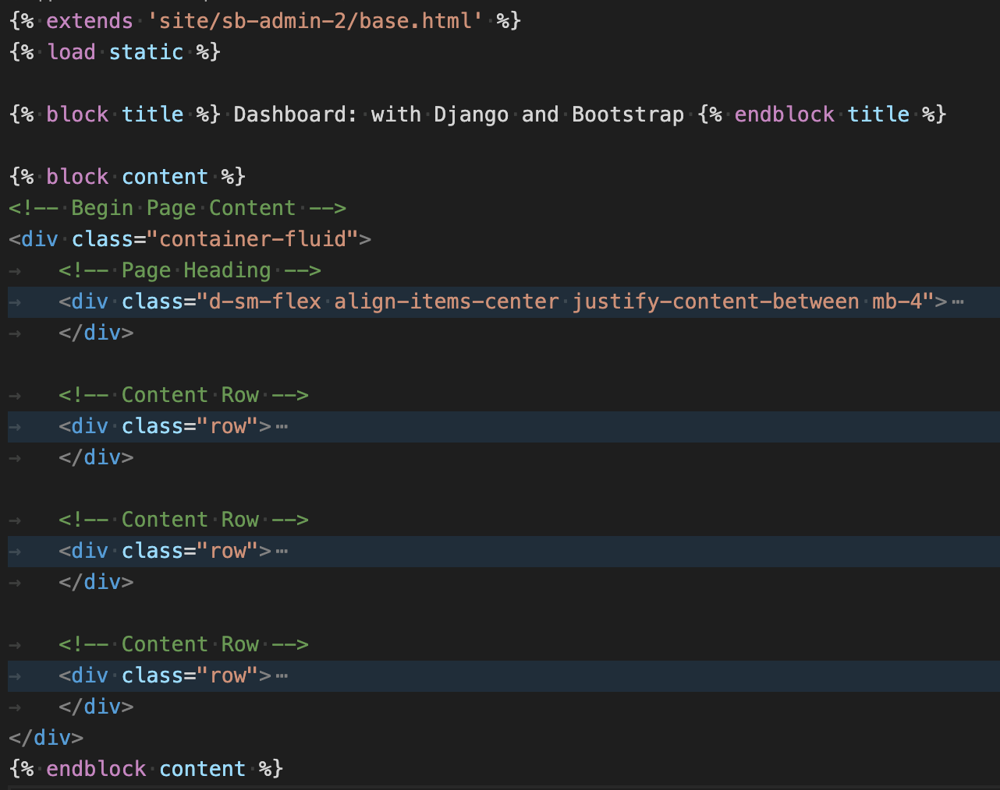 {% extends 'site/sb-admin-2/base.html' %}
{% load static %}
{% block title %} Dashboard: with Django and Bootstrap {% endblock title %}
{% block content %}
<!-- Begin Page Content -->
<div class="container-fluid">
<!-- Page Heading -->
<div class="d-sm-flex align-items-center justify-content-between mb-4">⋯
</div>
<!-- Content Row -->
<div class="row">⋯
</div>
<!-- Content Row -->
<div class="row">⋯
</div>
<!-- Content Row -->
<div class="row">⋯
</div>
</div>
{% endblock content %}